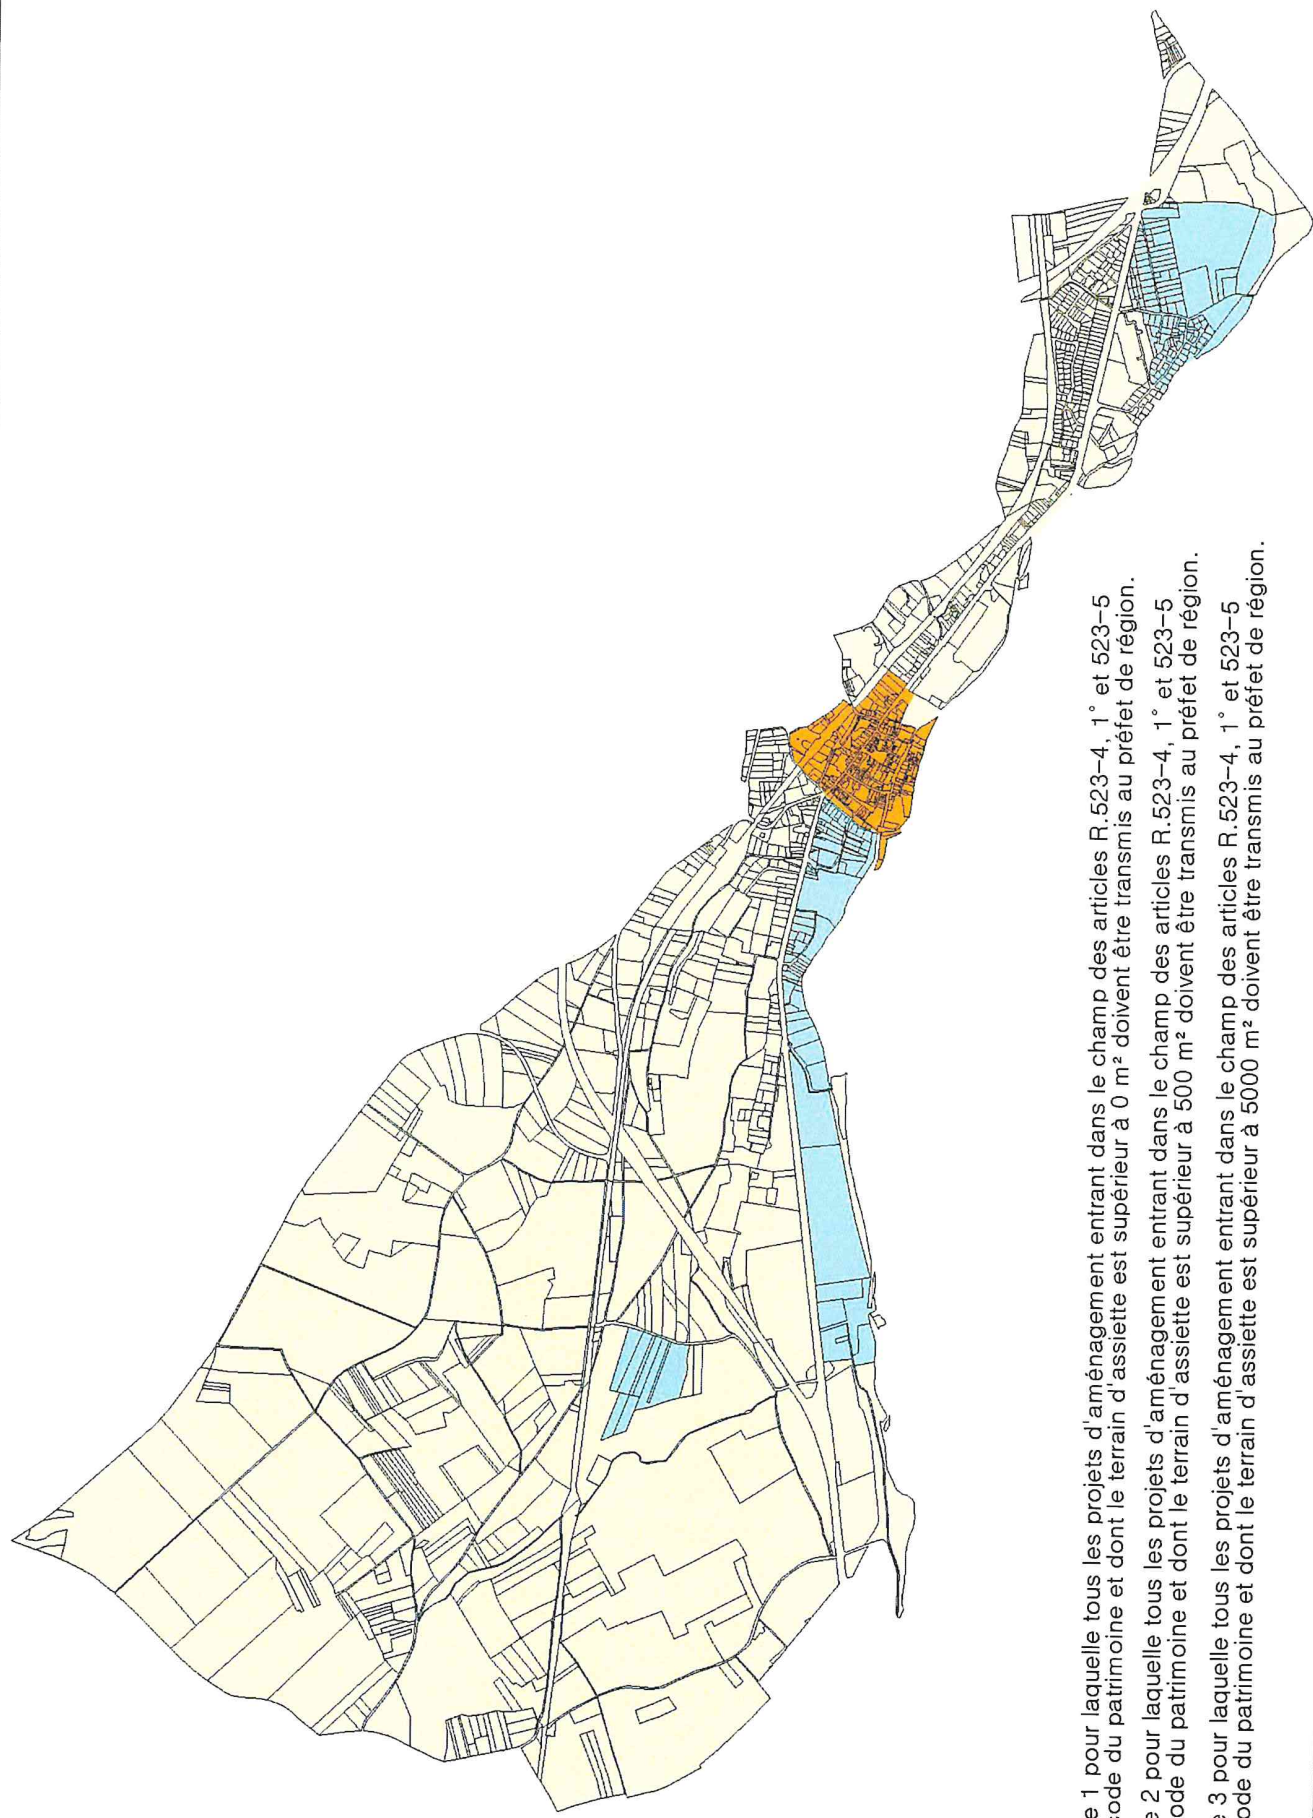 e 1 pour laquelle tous les projets d'aménagement entrant dans le champ des articles R.523-4, 1° et 523-5
code du patrimoine et dont le terrain d'assiette est supérieur à 0 m² doivent être transmis au préfet de région.
e 2 pour laquelle tous les projets d'aménagement entrant dans le champ des articles R.523-4, 1° et 523-5
ode du patrimoine et dont le terrain d'assiette est supérieur à 500 m² doivent être transmis au préfet de région.
e 3 pour laquelle tous les projets d'aménagement entrant dans le champ des articles R.523-4, 1° et 523-5
ode du patrimoine et dont le terrain d'assiette est supérieur à 5000 m² doivent être transmis au préfet de région.